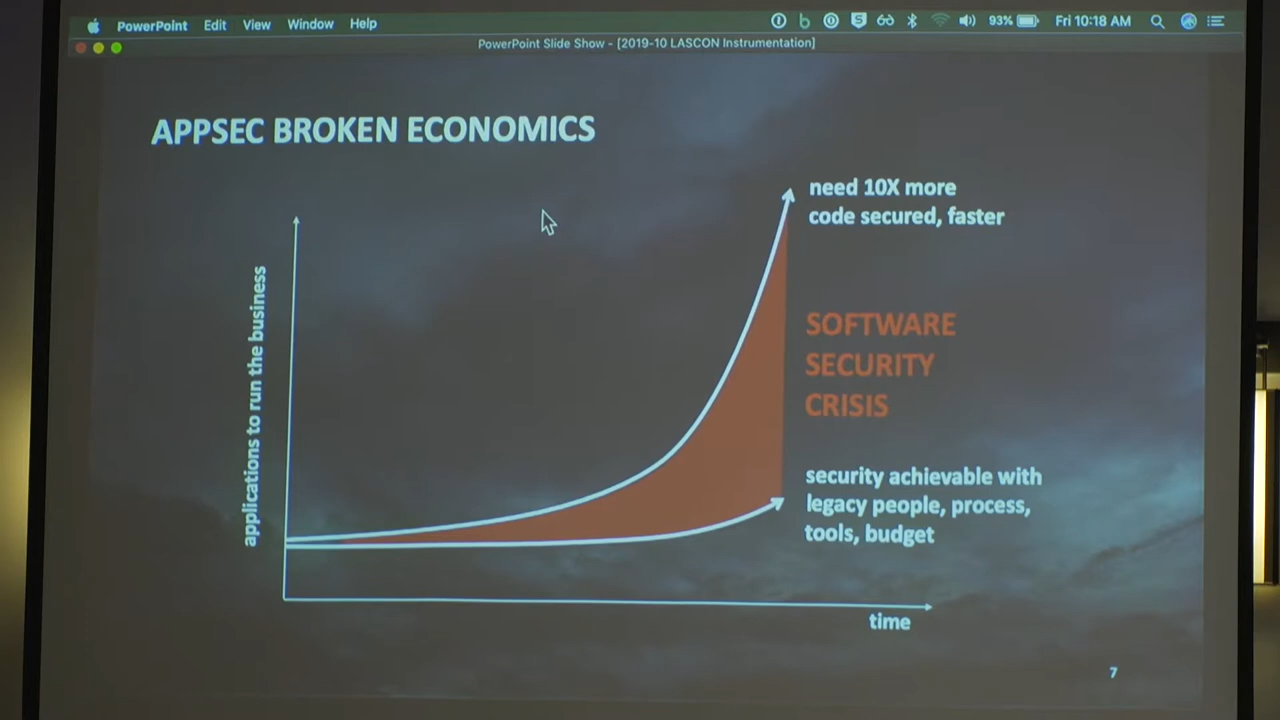 PowerPoint Edit View Window Help 93% Fri 10:18 AM
PowerPoint Slide Show - [2019-10 LASCON Instrumentation]
APPSEC BROKEN ECONOMICS
need 10X more
code secured, faster
applications to run the business
SOFTWARE
SECURITY
CRISIS
security achievable with
legacy people, process,
tools, budget
time
7